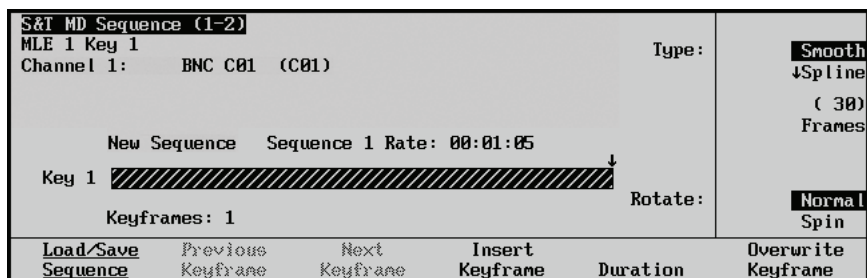 S&T MD Sequence (1-2)
MLE 1 Key 1
Channel 1: BNC C01 (C01)
Type: Smooth
↓Spline
( 30)
Frames
New Sequence Sequence 1 Rate: 00:01:05
↓
Key 1
Rotate: Normal
Spin
Keyframes: 1
Load/Save Sequence
Previous Keyframe
Next Keyframe
Insert Keyframe
Duration
Overwrite Keyframe